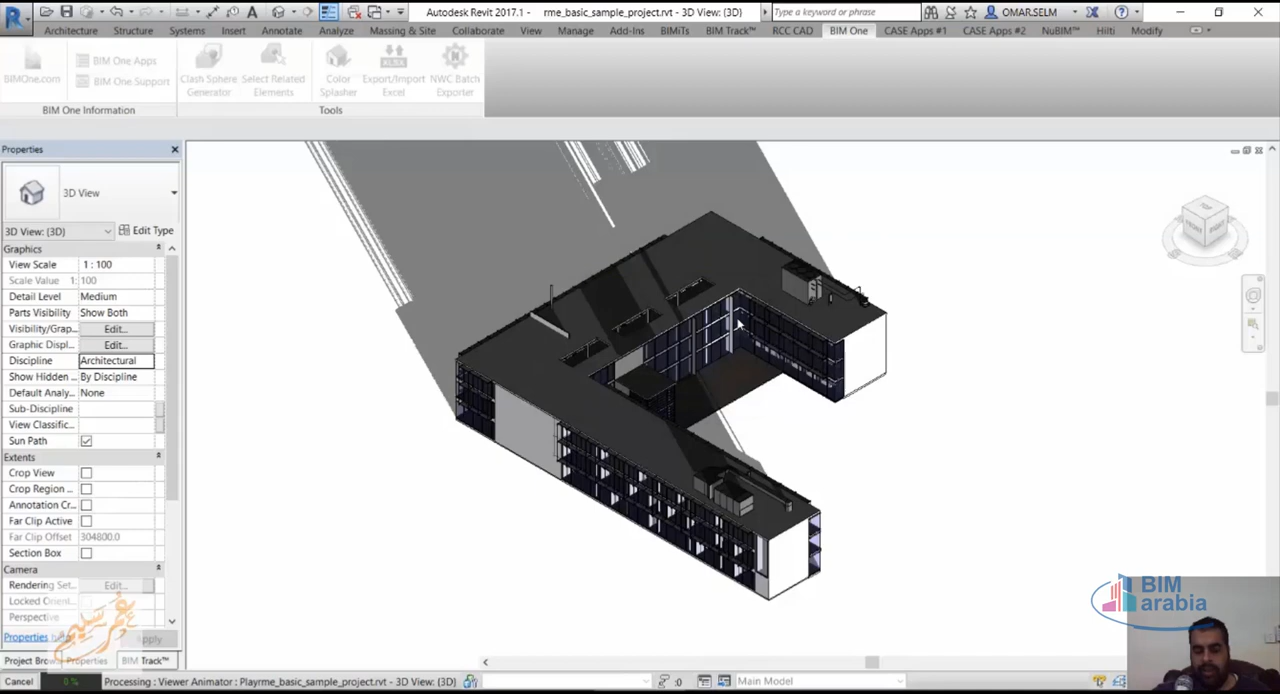 Autodesk Revit 2017.1 - rme_basic_sample_project.rvt - 3D View: {3D}
Type a keyword or phrase
OMAR.SELM
Architecture Structure Systems Insert Annotate Analyze Massing & Site Collaborate View Manage Add-Ins BIMiTs BIM Track™ RCC CAD BIM One CASE Apps #1 CASE Apps #2 NuBIM™ Hilti Modify
BIMOne.com
BIM One Apps
BIM One Support
BIM One Information
Clash Sphere
Generator
Select Related
Elements
Color
Splasher
Export/Import
Excel
NWC Batch
Exporter
Tools
Properties
3D View
3D View: {3D}
Edit Type
Graphics
View Scale 1 : 100
Scale Value 1: 100
Detail Level Medium
Parts Visibility Show Both
Visibility/Grap... Edit...
Graphic Displ... Edit...
Discipline Architectural
Show Hidden ... By Discipline
Default Analy... None
Sub-Discipline
View Classific...
Sun Path
Extents
Crop View
Crop Region ...
Annotation Cr...
Far Clip Active
Far Clip Offset 304800.0
Section Box
Camera
Rendering Set... Edit...
Locked Orient...
Perspective
Properties help
Apply
عمر سليم
Project Brow... Properties BIM Track™
Cancel 0 % Processing : Viewer Animator : Playrme_basic_sample_project.rvt - 3D View: {3D}
:0
Main Model
TOP
FRONT
RIGHT
BIM
arabia